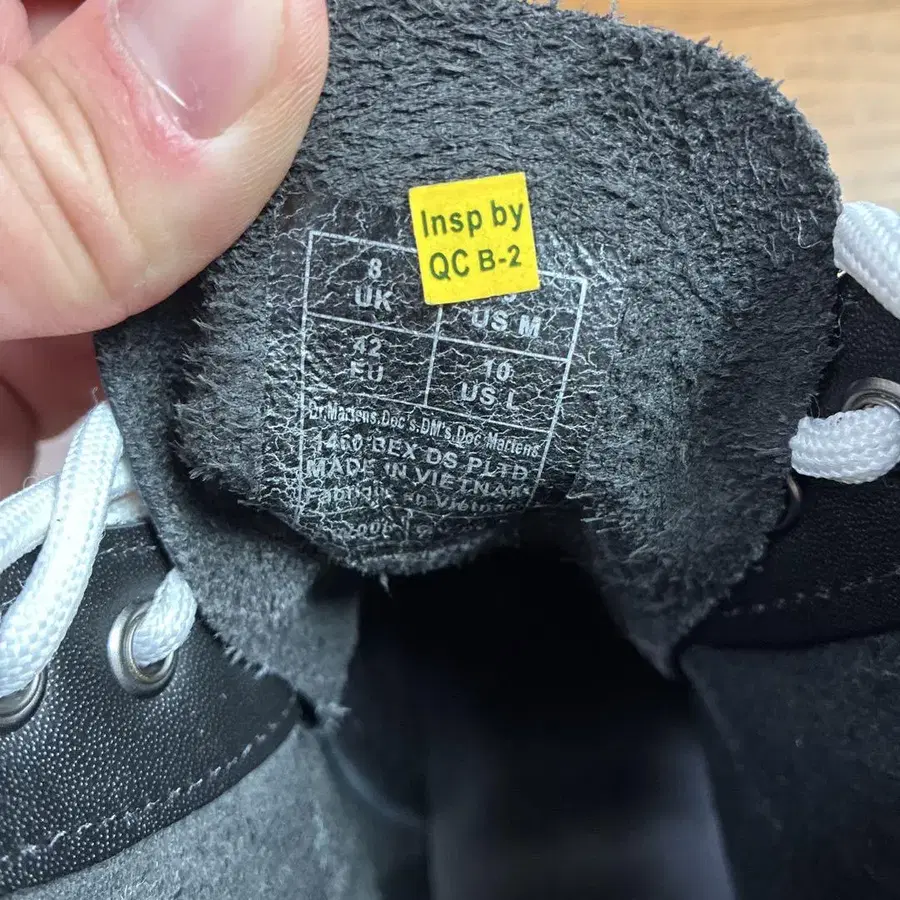 Insp by
QC B-2
8
UK
US M
42
EU
10
US L
Dr.Martens.Doc's.DM's.Doc Martens
1460 BEX DS PLTD
MADE IN VIETNAM